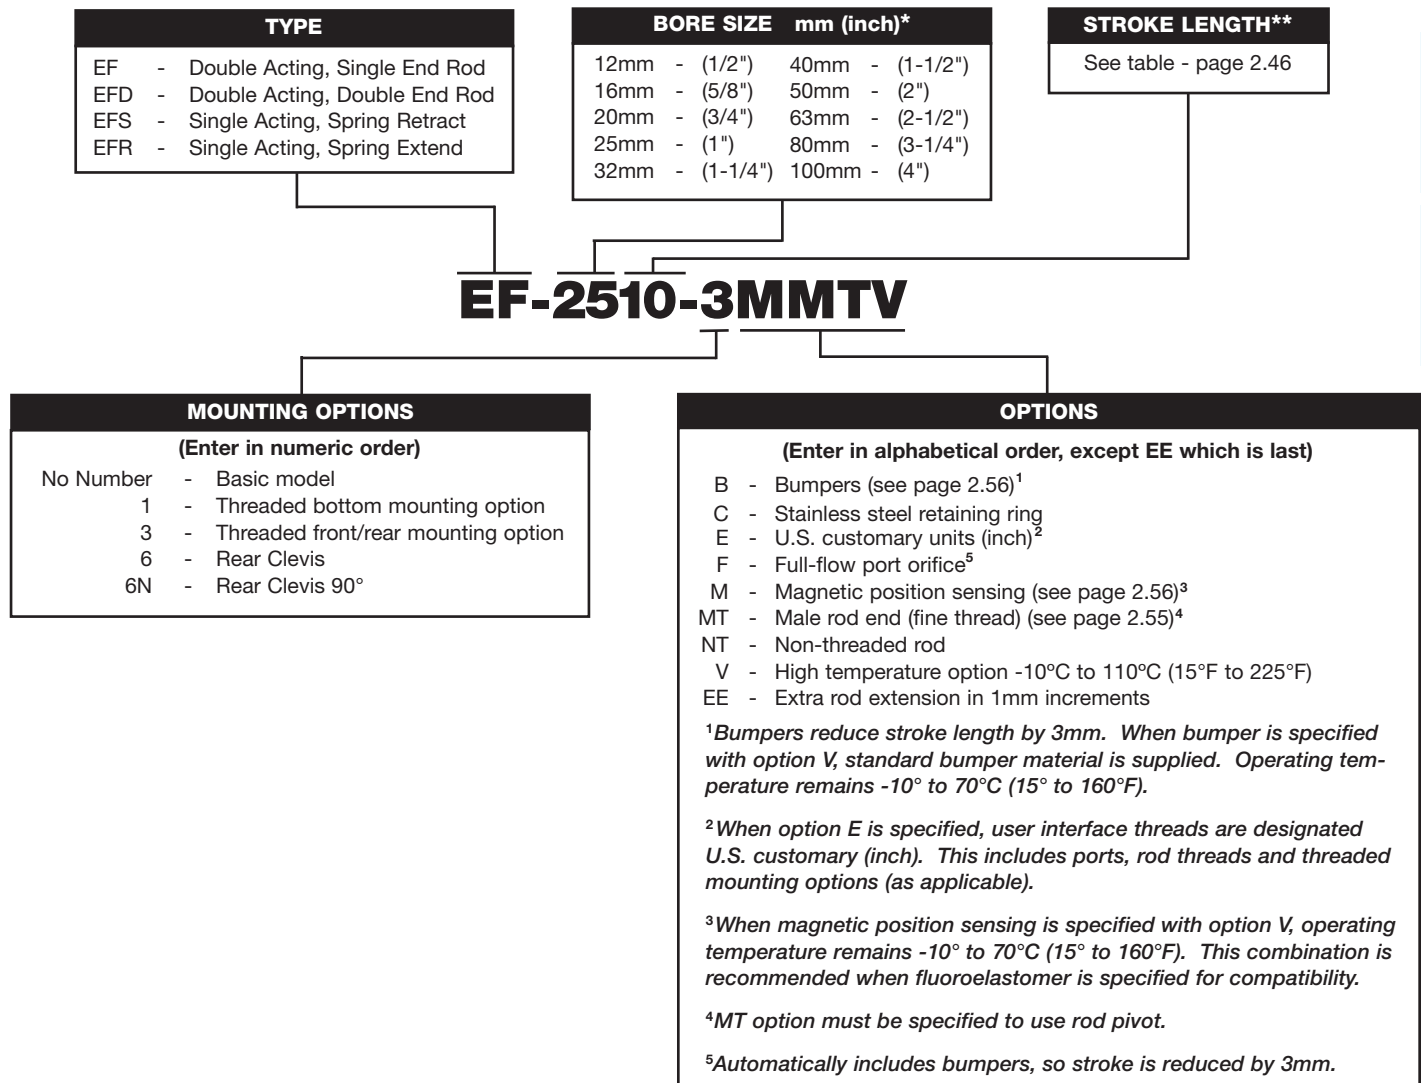 TYPE
EF - Double Acting, Single End Rod
EFD - Double Acting, Double End Rod
EFS - Single Acting, Spring Retract
EFR - Single Acting, Spring Extend
BORE SIZE mm (inch)*
12mm - (1/2") 40mm - (1-1/2")
16mm - (5/8") 50mm - (2")
20mm - (3/4") 63mm - (2-1/2")
25mm - (1") 80mm - (3-1/4")
32mm - (1-1/4") 100mm - (4")
STROKE LENGTH**
See table - page 2.46
EF-2510-3MMTV
MOUNTING OPTIONS
(Enter in numeric order)
No Number - Basic model
1 - Threaded bottom mounting option
3 - Threaded front/rear mounting option
6 - Rear Clevis
6N - Rear Clevis 90°
OPTIONS
(Enter in alphabetical order, except EE which is last)
B - Bumpers (see page 2.56)¹
C - Stainless steel retaining ring
E - U.S. customary units (inch)²
F - Full-flow port orifice⁵
M - Magnetic position sensing (see page 2.56)³
MT - Male rod end (fine thread) (see page 2.55)⁴
NT - Non-threaded rod
V - High temperature option -10ºC to 110ºC (15°F to 225°F)
EE - Extra rod extension in 1mm increments
¹Bumpers reduce stroke length by 3mm. When bumper is specified
with option V, standard bumper material is supplied. Operating tem-
perature remains -10° to 70°C (15° to 160°F).
²When option E is specified, user interface threads are designated
U.S. customary (inch). This includes ports, rod threads and threaded
mounting options (as applicable).
³When magnetic position sensing is specified with option V, operating
temperature remains -10° to 70°C (15° to 160°F). This combination is
recommended when fluoroelastomer is specified for compatibility.
⁴MT option must be specified to use rod pivot.
⁵Automatically includes bumpers, so stroke is reduced by 3mm.